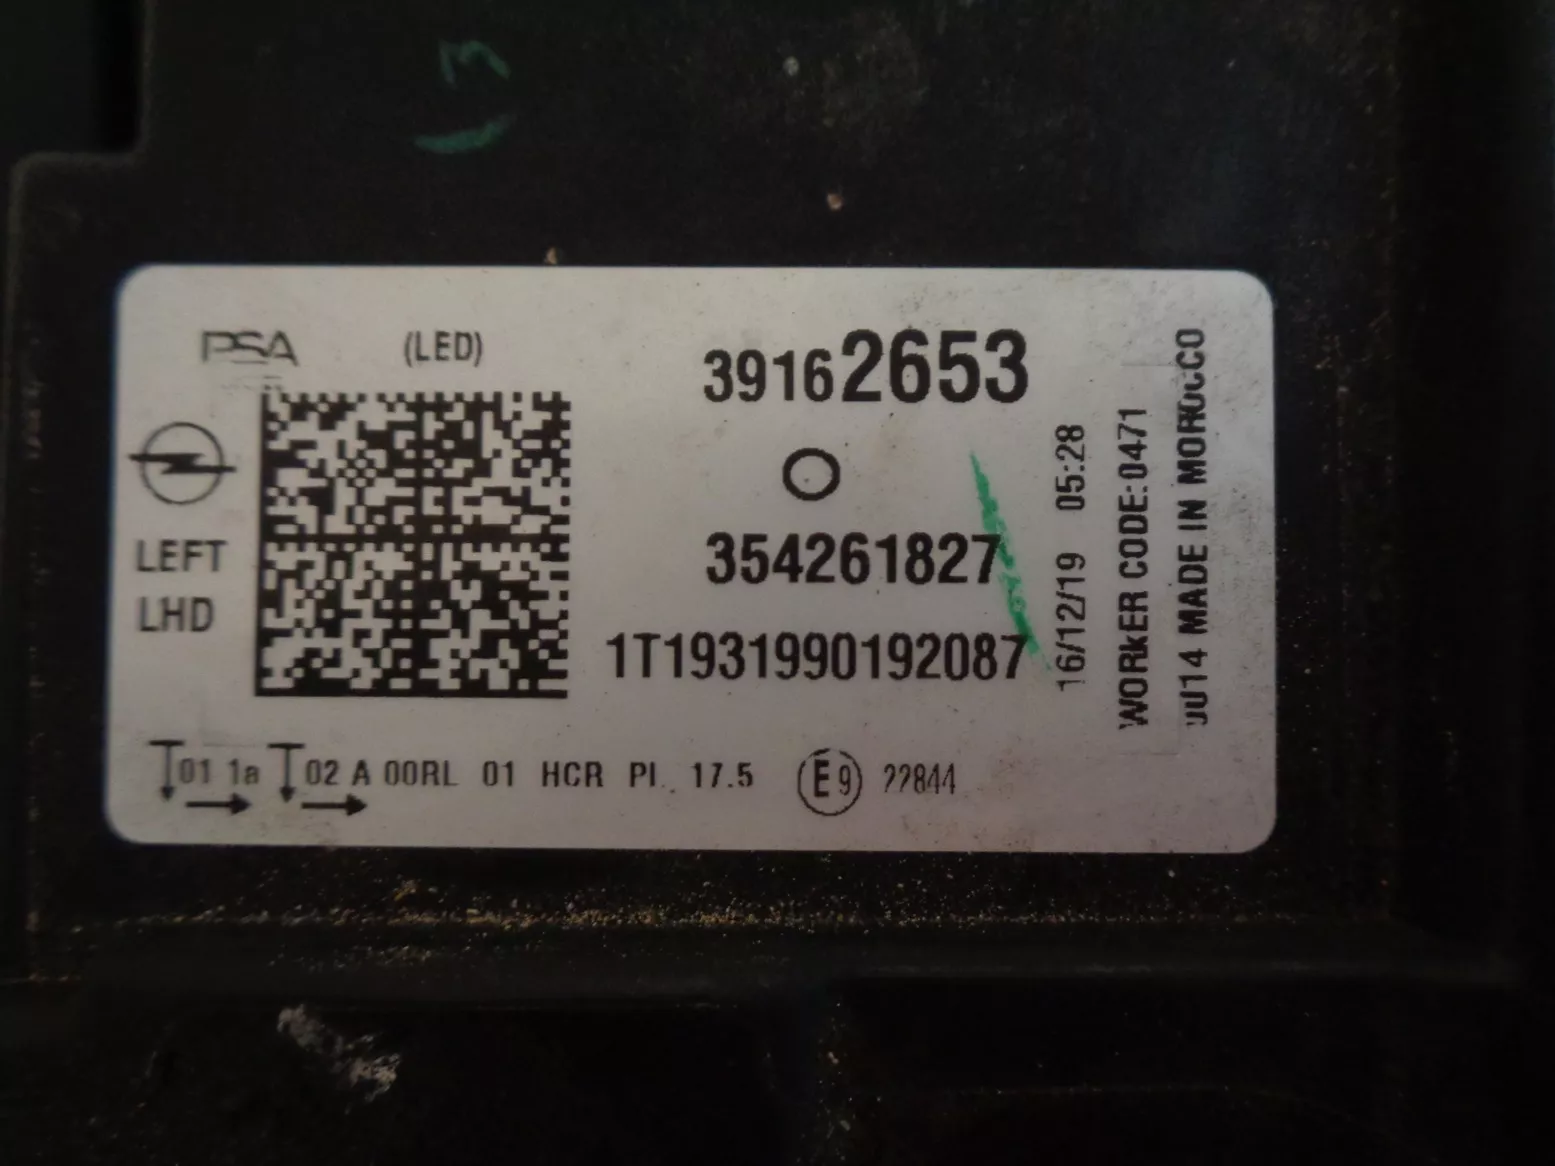 PSA (LED)
39162653
LEFT
LHD
354261827
1T1931990192087
01 1a 02 A 00RL 01 HCR PL 17.5 E9 22844
16/12/19 05:28
WORKER CODE:0471
MADE IN MOROCCO